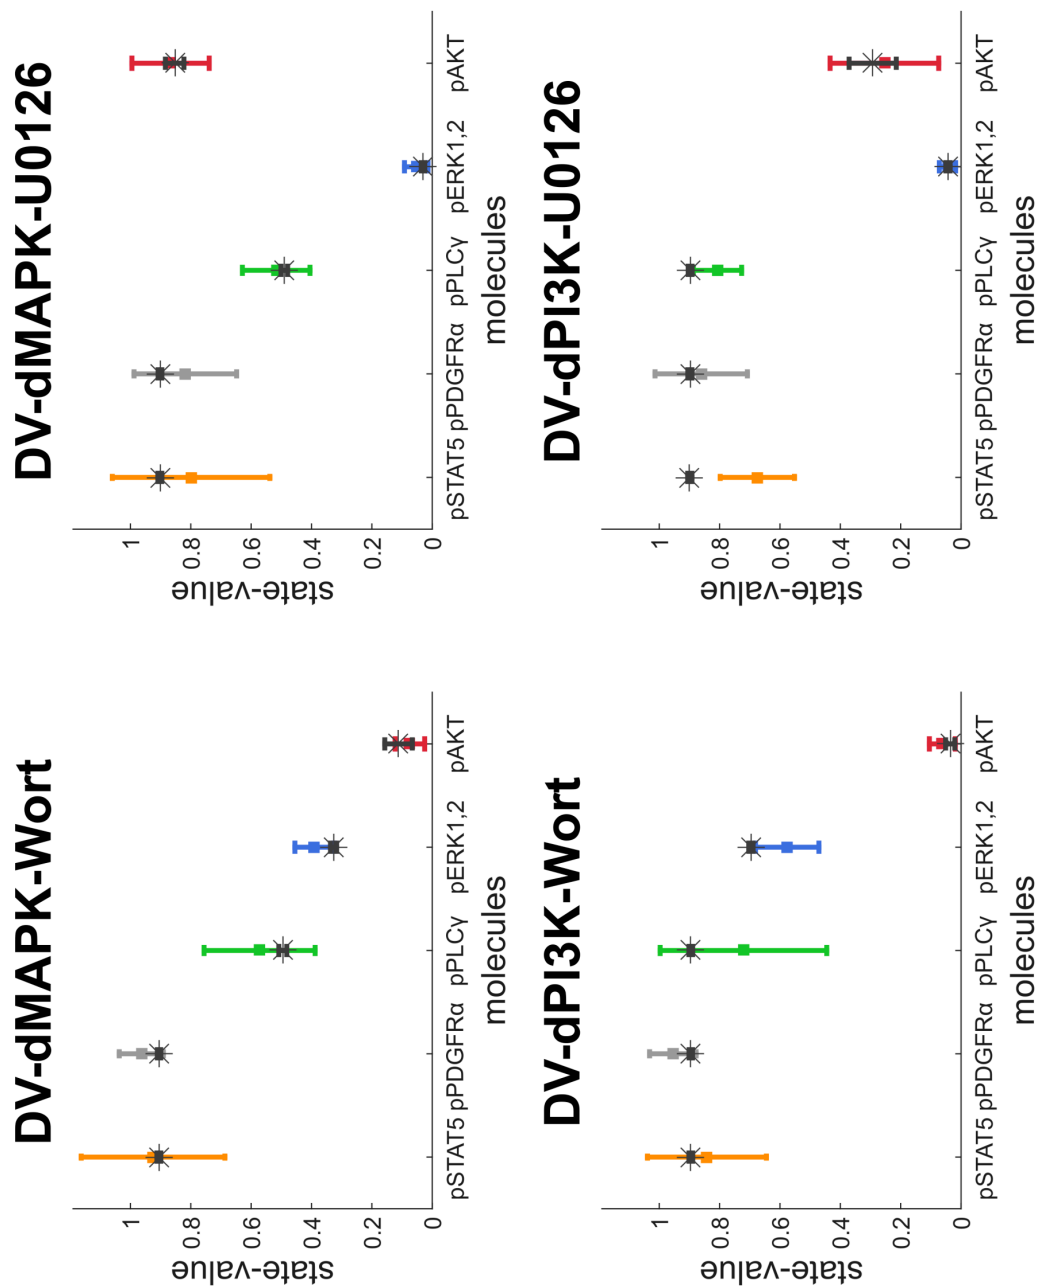 DV-dMAPK-Wort
state-value
1
0.8
0.6
0.4
0.2
0
pSTAT5 pPDGFRα pPLCγ pERK1,2 pAKT
molecules
DV-dMAPK-U0126
state-value
1
0.8
0.6
0.4
0.2
0
pSTAT5 pPDGFRα pPLCγ pERK1,2 pAKT
molecules
DV-dPI3K-Wort
state-value
1
0.8
0.6
0.4
0.2
0
pSTAT5 pPDGFRα pPLCγ pERK1,2 pAKT
molecules
DV-dPI3K-U0126
state-value
1
0.8
0.6
0.4
0.2
0
pSTAT5 pPDGFRα pPLCγ pERK1,2 pAKT
molecules